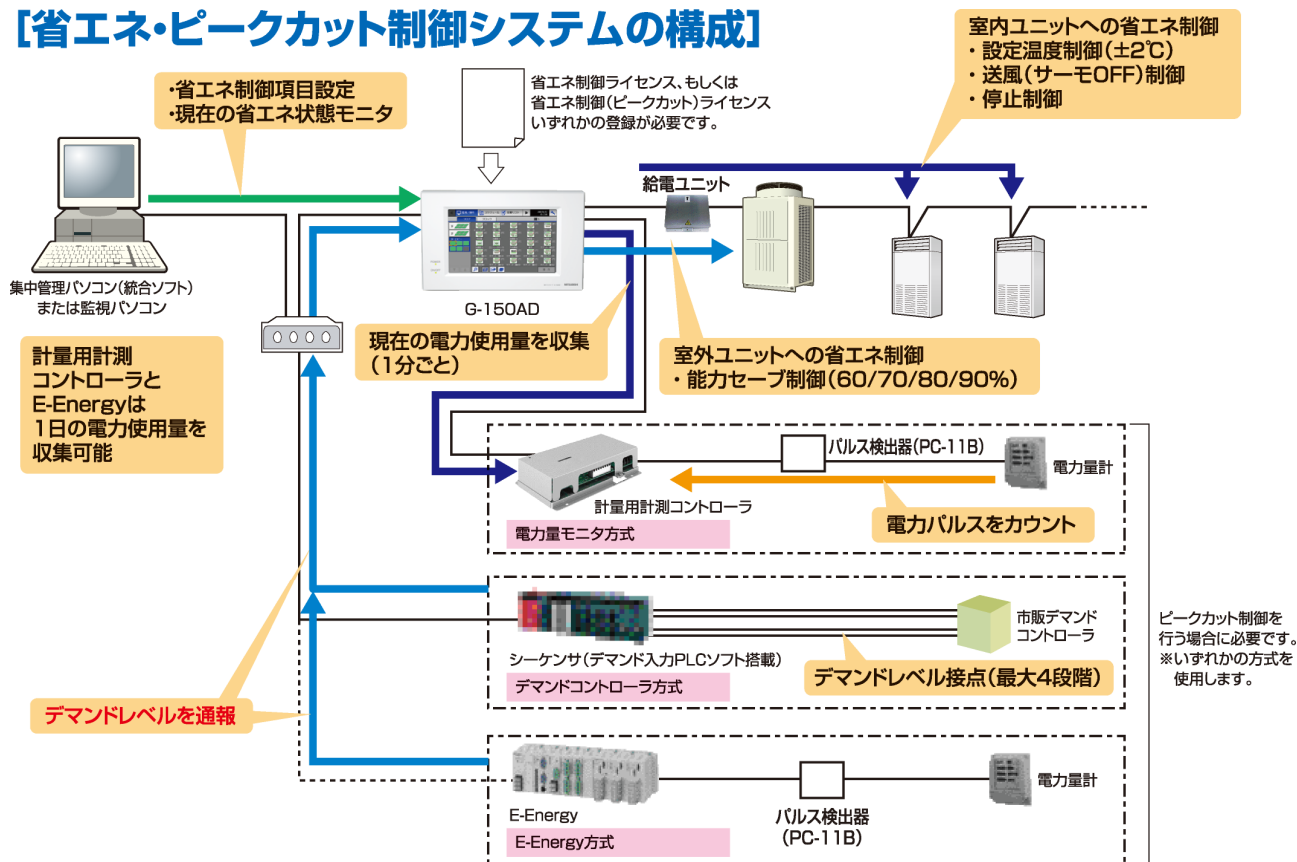 [省エネ・ピークカット制御システムの構成]
・省エネ制御項目設定
・現在の省エネ状態モニタ
省エネ制御ライセンス、もしくは
省エネ制御(ピークカット)ライセンス
いずれかの登録が必要です。
室内ユニットへの省エネ制御
・設定温度制御(±2℃)
・送風(サーモOFF)制御
・停止制御
給電ユニット
集中管理パソコン(統合ソフト)
または監視パソコン
G-150AD
計量用計測
コントローラと
E-Energyは
1日の電力使用量を
収集可能
現在の電力使用量を収集
(1分ごと)
室外ユニットへの省エネ制御
・能力セーブ制御(60/70/80/90%)
パルス検出器(PC-11B)
電力量計
計量用計測コントローラ
電力パルスをカウント
電力量モニタ方式
市販デマンド
コントローラ
シーケンサ(デマンド入力PLCソフト搭載)
デマンドレベル接点(最大4段階)
デマンドコントローラ方式
ピークカット制御を
行う場合に必要です。
※いずれかの方式を
使用します。
デマンドレベルを通報
電力量計
E-Energy
パルス検出器
(PC-11B)
E-Energy方式